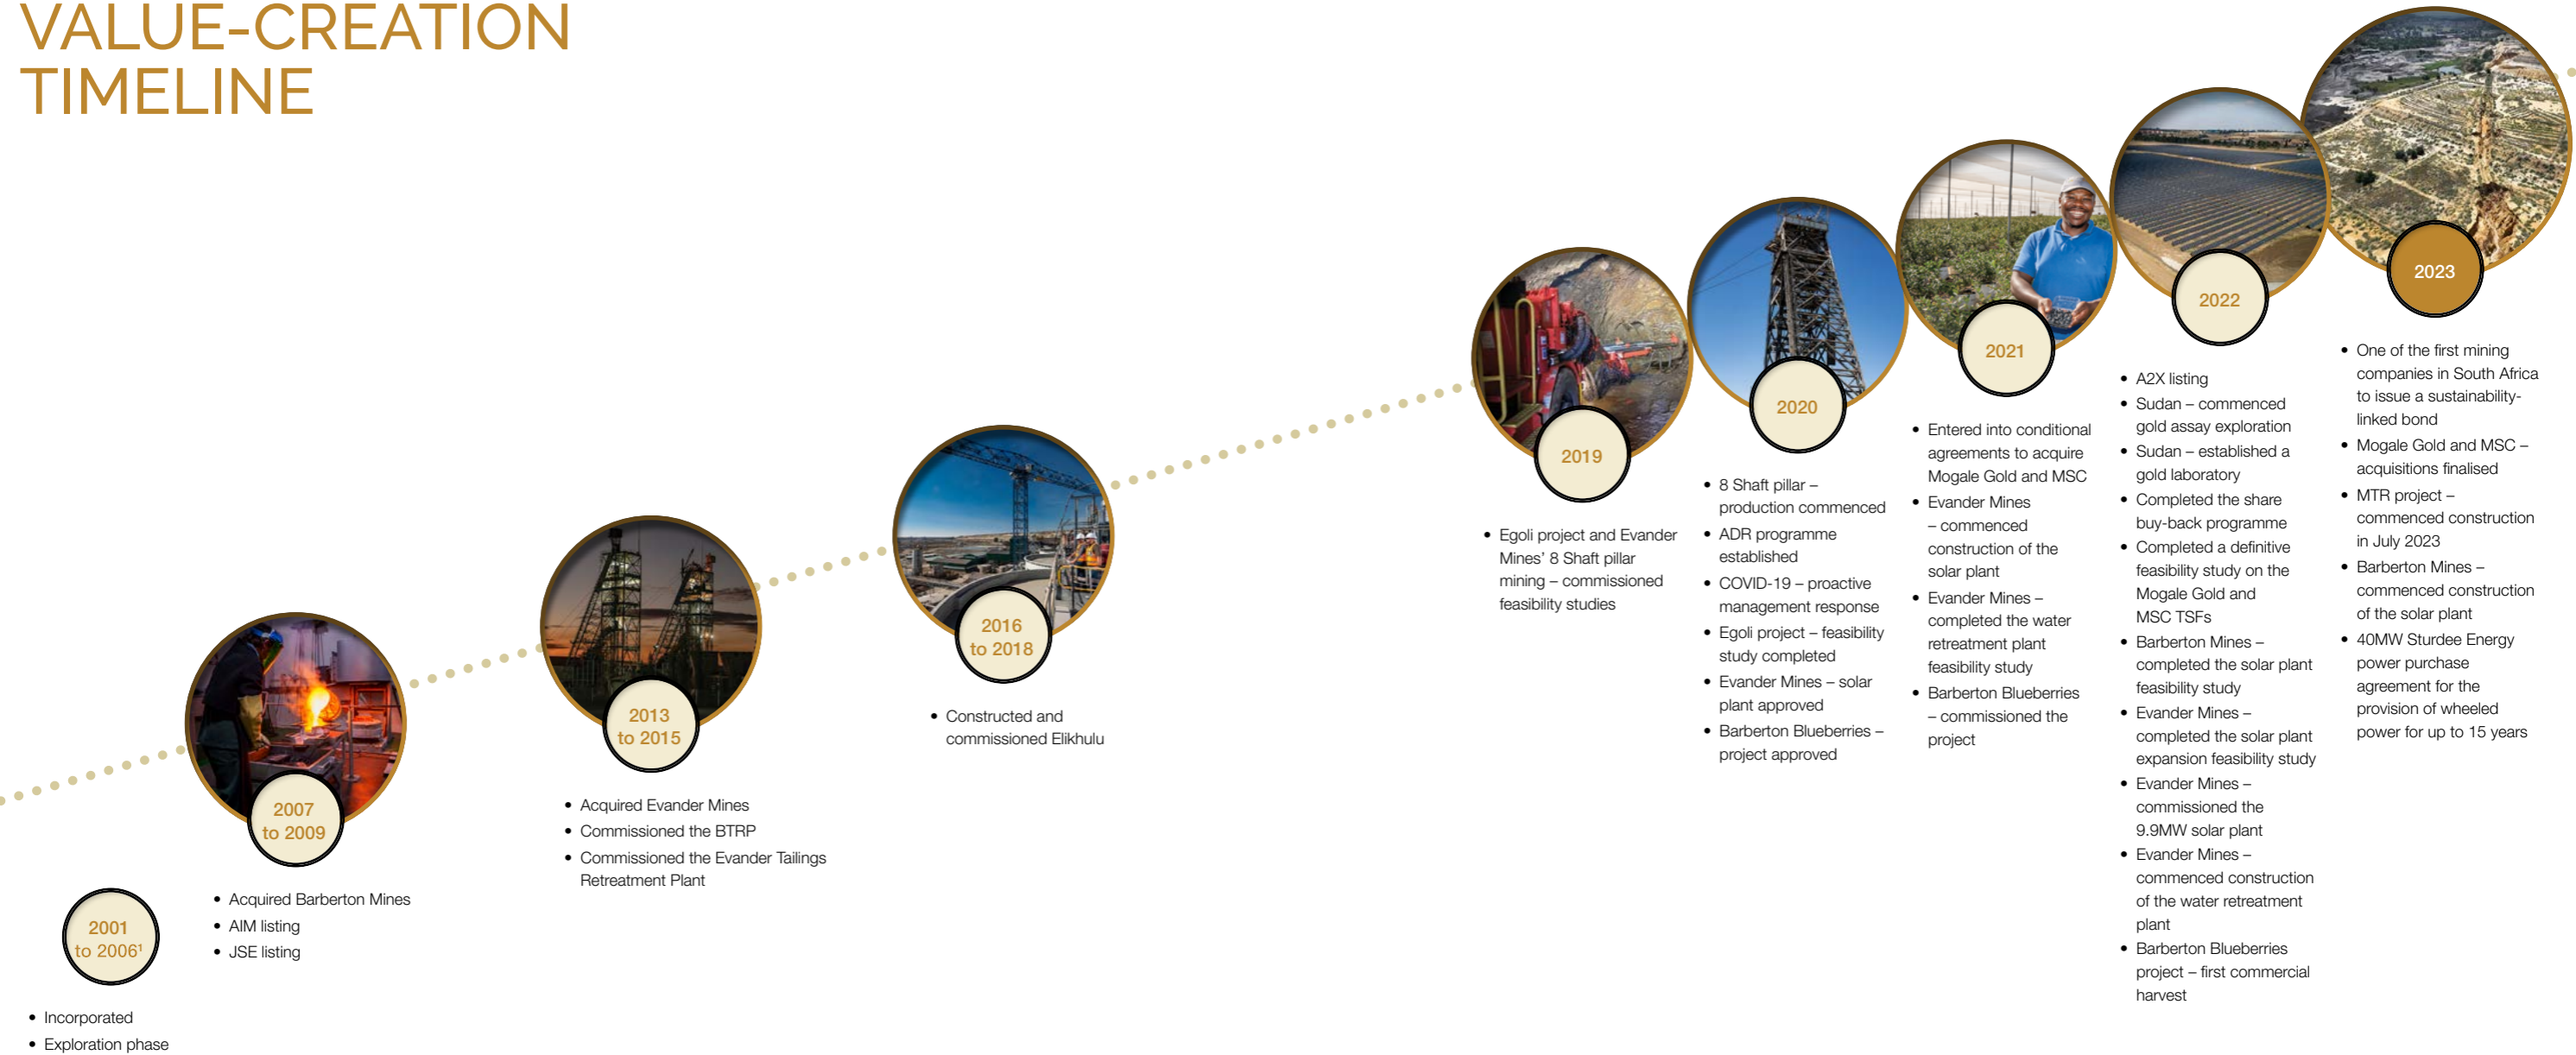 VALUE-CREATION
TIMELINE
2001
to 2006¹
• Incorporated
• Exploration phase
2007
to 2009
• Acquired Barberton Mines
• AIM listing
• JSE listing
2013
to 2015
• Acquired Evander Mines
• Commissioned the BTRP
• Commissioned the Evander Tailings
Retreatment Plant
2016
to 2018
• Constructed and
commissioned Elikhulu
2019
• Egoli project and Evander
Mines' 8 Shaft pillar
mining – commissioned
feasibility studies
2020
• 8 Shaft pillar –
production commenced
• ADR programme
established
• COVID-19 – proactive
management response
• Egoli project – feasibility
study completed
• Evander Mines – solar
plant approved
• Barberton Blueberries –
project approved
2021
• Entered into conditional
agreements to acquire
Mogale Gold and MSC
• Evander Mines
– commenced
construction of the
solar plant
• Evander Mines –
completed the water
retreatment plant
feasibility study
• Barberton Blueberries
– commissioned the
project
2022
• A2X listing
• Sudan – commenced
gold assay exploration
• Sudan – established a
gold laboratory
• Completed the share
buy-back programme
• Completed a definitive
feasibility study on the
Mogale Gold and
MSC TSFs
• Barberton Mines –
completed the solar plant
feasibility study
• Evander Mines –
completed the solar plant
expansion feasibility study
• Evander Mines –
commissioned the
9.9MW solar plant
• Evander Mines –
commenced construction
of the water retreatment
plant
• Barberton Blueberries
project – first commercial
harvest
2023
• One of the first mining
companies in South Africa
to issue a sustainability-
linked bond
• Mogale Gold and MSC –
acquisitions finalised
• MTR project –
commenced construction
in July 2023
• Barberton Mines –
commenced construction
of the solar plant
• 40MW Sturdee Energy
power purchase
agreement for the
provision of wheeled
power for up to 15 years